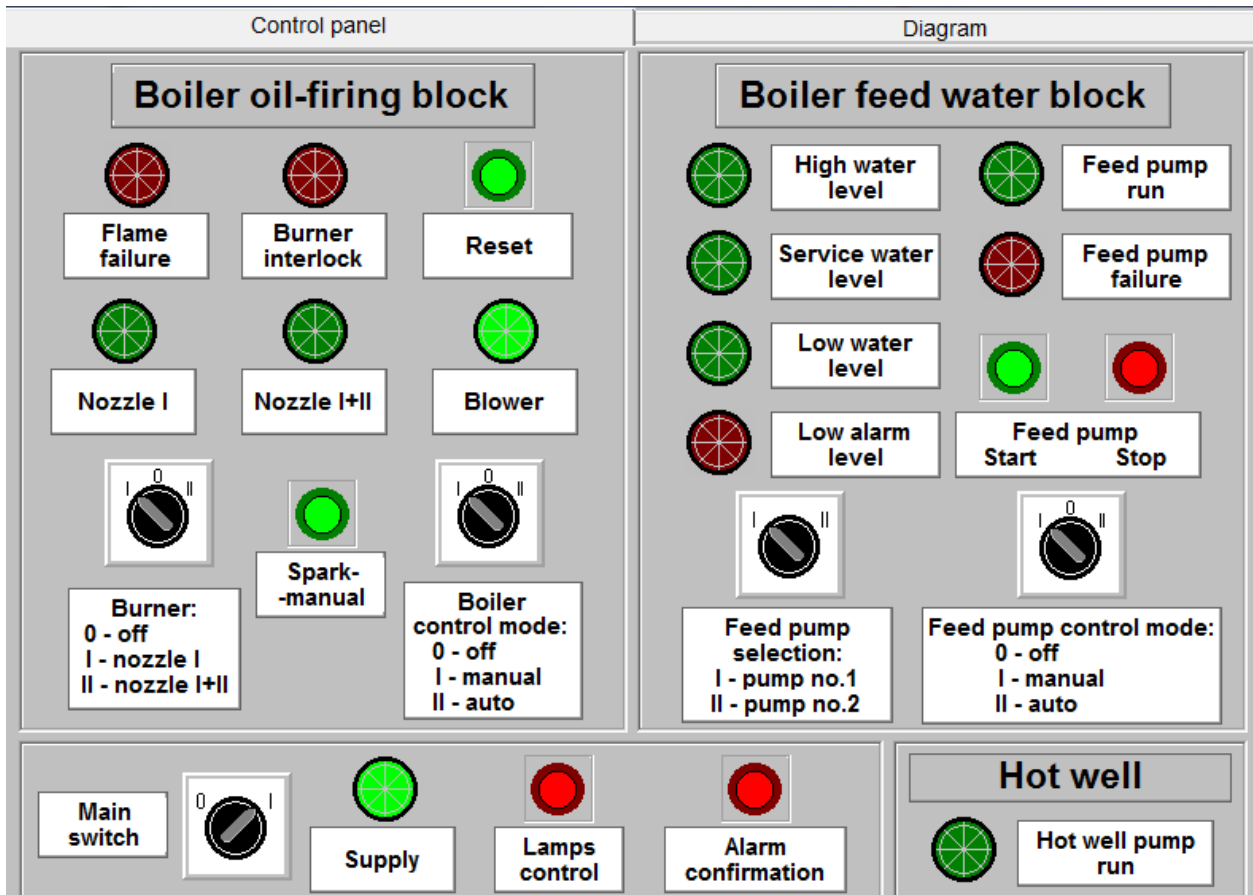 Control panel
Diagram
Boiler oil-firing block
Flame
failure
Burner
interlock
Reset
Nozzle I
Nozzle I+II
Blower
I 0 II
Spark-
-manual
I 0 II
Burner:
0 - off
I - nozzle I
II - nozzle I+II
Boiler
control mode:
0 - off
I - manual
II - auto
Boiler feed water block
High water
level
Feed pump
run
Service water
level
Feed pump
failure
Low water
level
Low alarm
level
Feed pump
Start Stop
I II
I 0 II
Feed pump
selection:
I - pump no.1
II - pump no.2
Feed pump control mode:
0 - off
I - manual
II - auto
Main
switch
0 I
Supply
Lamps
control
Alarm
confirmation
Hot well
Hot well pump
run